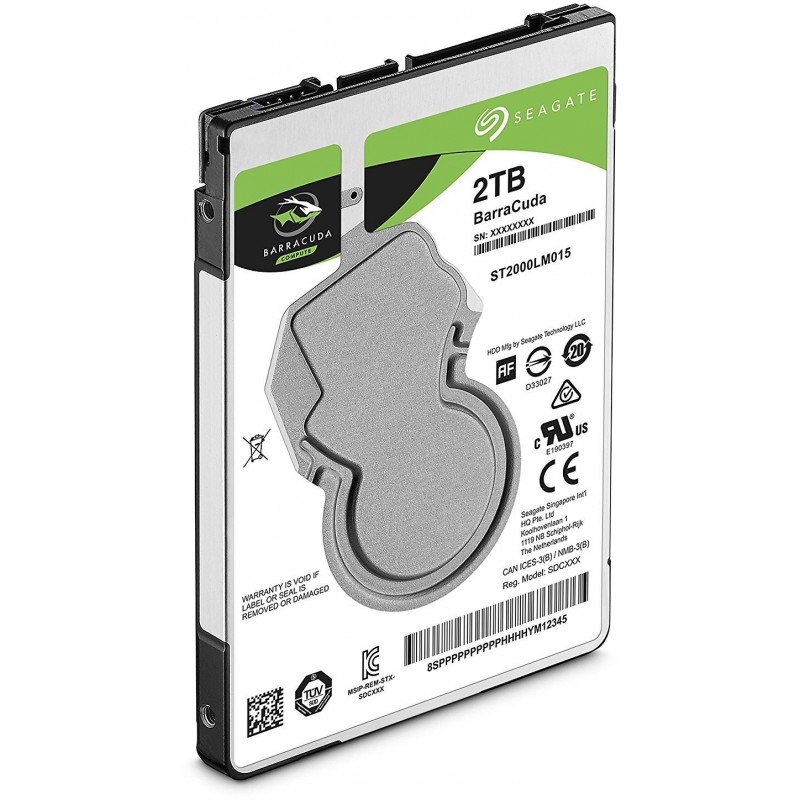 SEAGATE
2TB
BarraCuda
SN: XXXXXXXX
ST2000LM015
BARRACUDA
COMPUTE
HDD Mfg by Seagate Technology LLC
AF
20
D33027
c RU US
E190397
CE
Seagate Singapore Int'l
HQ Pte. Ltd
Koolhovenlaan 1
1119 NB Schiphol-Rijk
The Netherlands
CAN ICES-3(B) / NMB-3(B)
Reg. Model: SDCXXX
WARRANTY IS VOID IF
LABEL OR SEAL IS
REMOVED OR DAMAGED
8SPPPPPPPPPPHHHHYM12345
MSIP-REM-STX-
SDCXXX
TUV
SUD